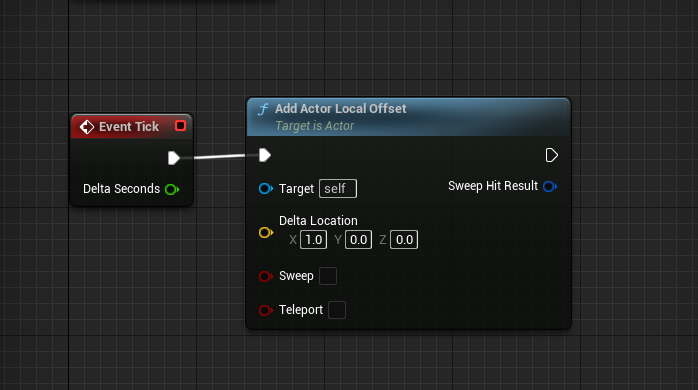 Event Tick
Delta Seconds
f Add Actor Local Offset
Target is Actor
Target self
Sweep Hit Result
Delta Location
X 1.0 Y 0.0 Z 0.0
Sweep
Teleport